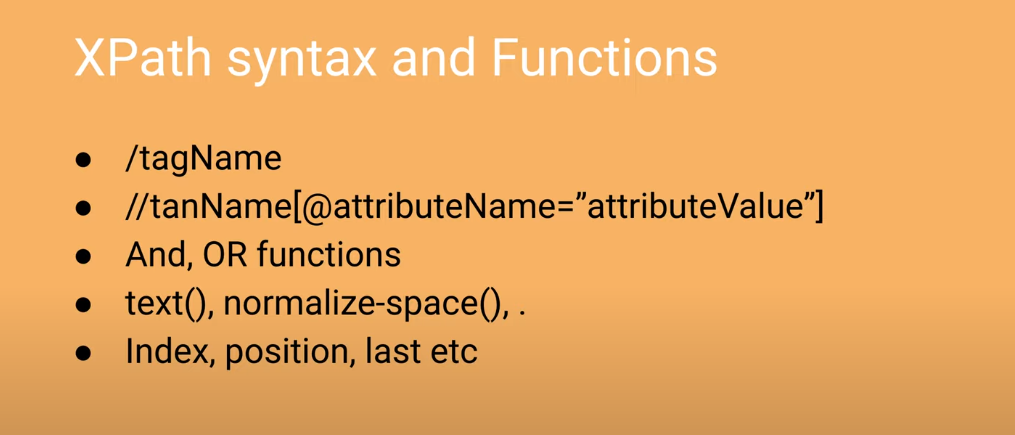 XPath syntax and Functions
● /tagName
● //tanName[@attributeName=”attributeValue”]
● And, OR functions
● text(), normalize-space(), .
● Index, position, last etc